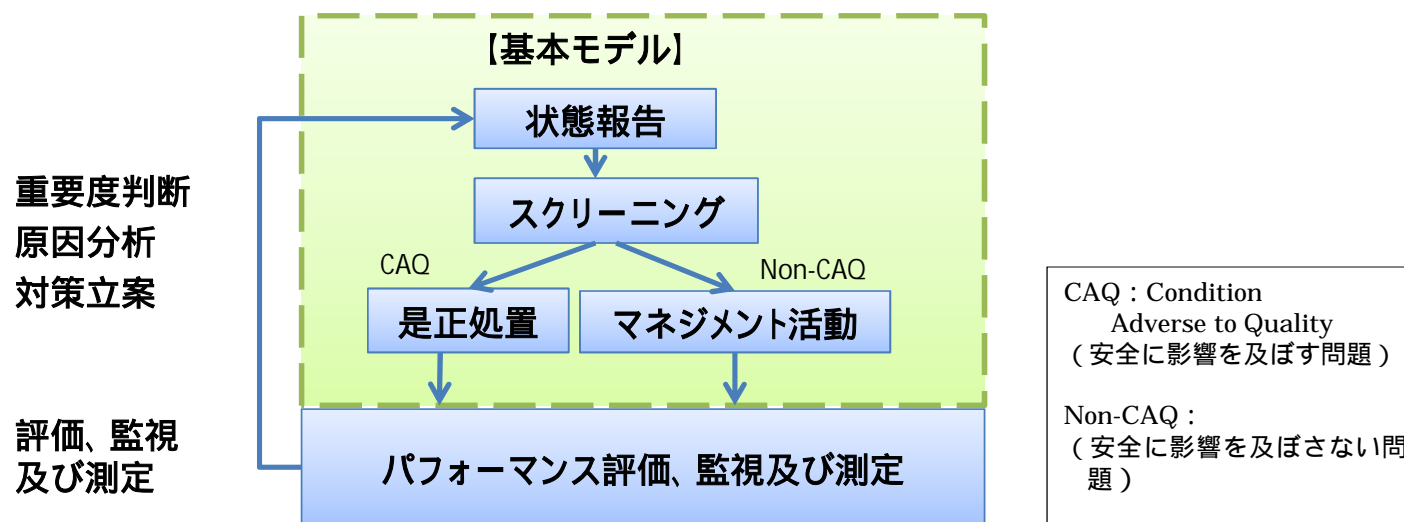 【基本モデル】
状態報告
重要度判断
原因分析
対策立案
スクリーニング
CAQ
Non-CAQ
是正処置
マネジメント活動
評価、監視
及び測定
パフォーマンス評価、監視及び測定
CAQ：Condition
Adverse to Quality
（安全に影響を及ぼす問題）
Non-CAQ：
（安全に影響を及ぼさない問
題）